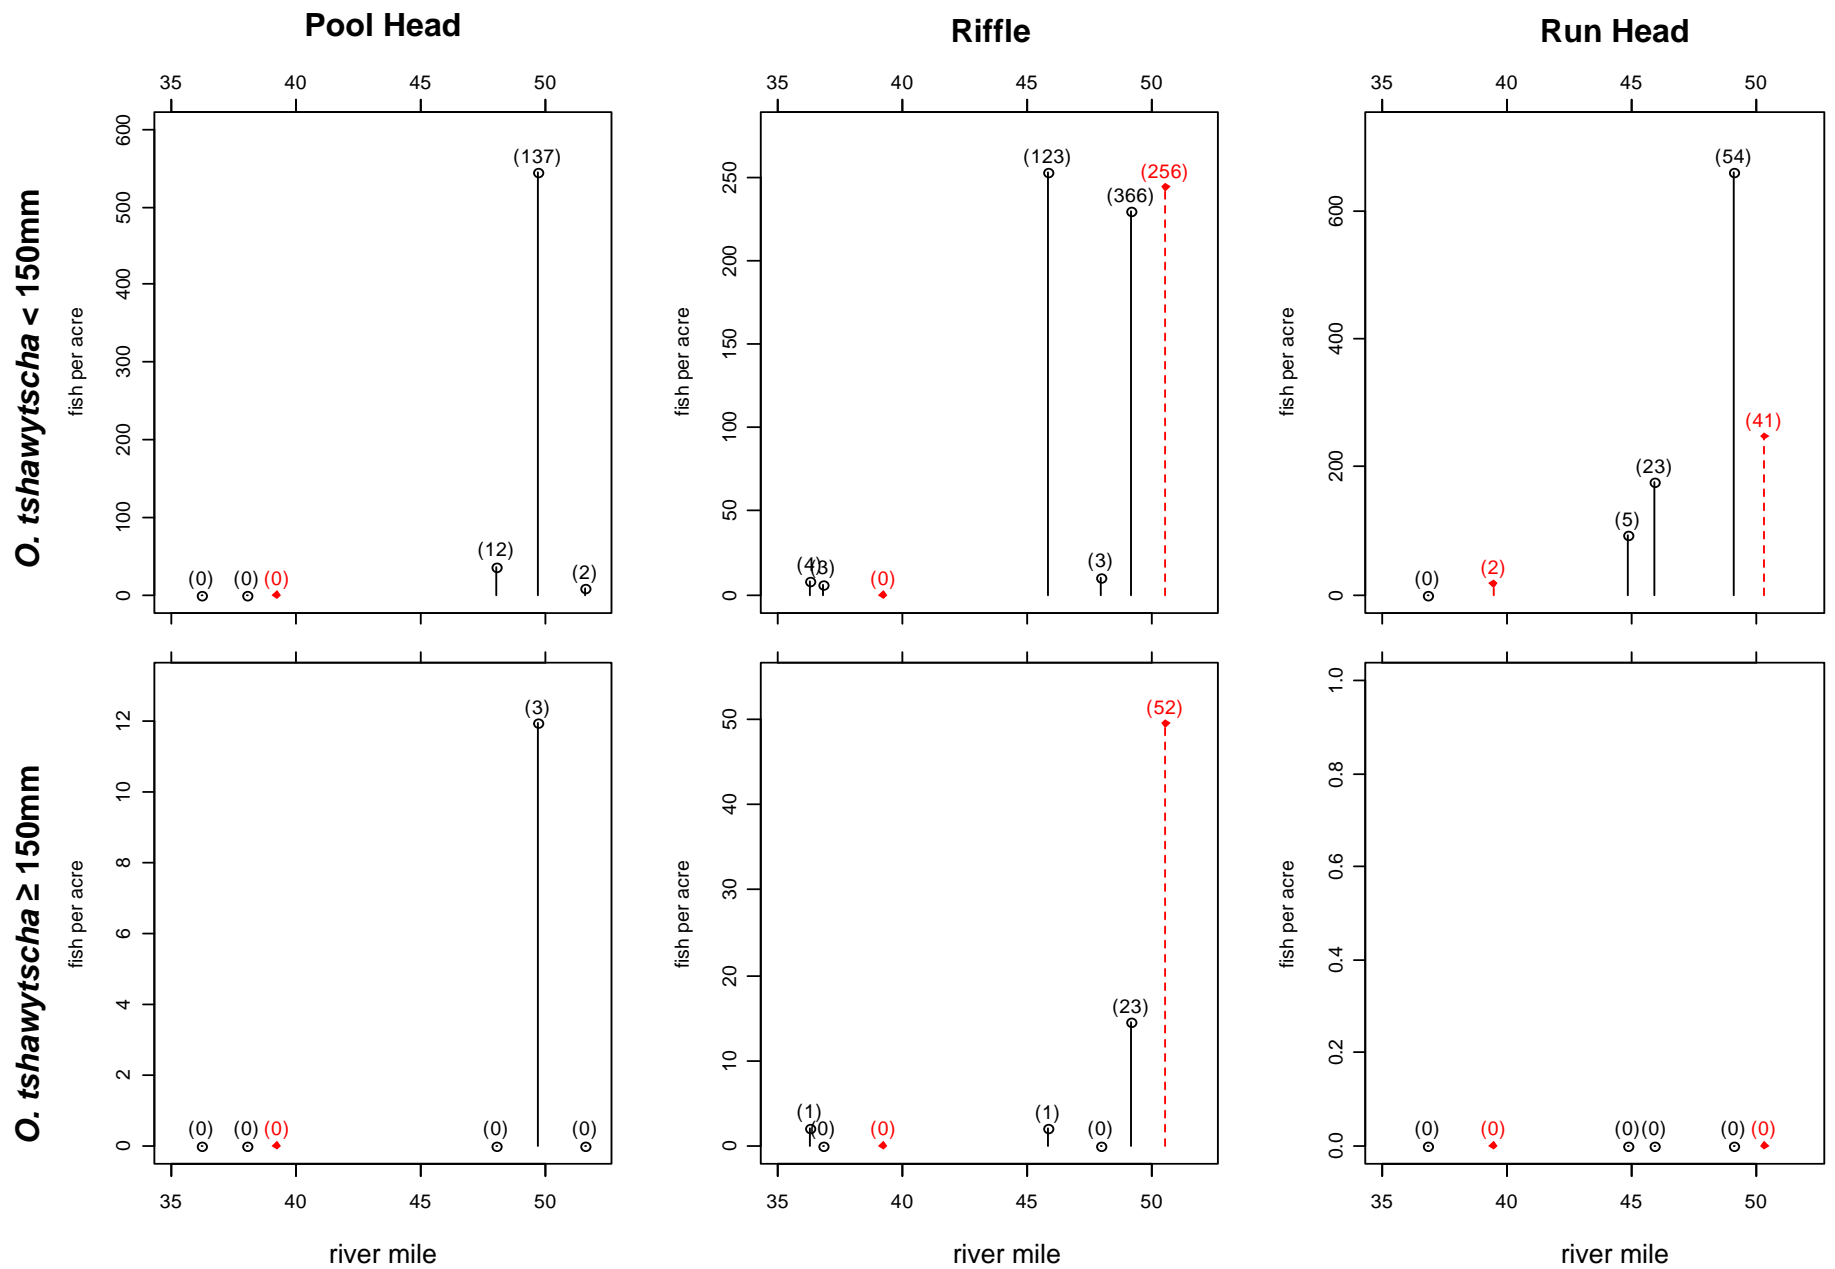 Pool Head
Riffle
Run Head
35 40 45 50
35 40 45 50
35 40 45 50
O. tshawytscha < 150mm
fish per acre
0 100 200 300 400 500 600
(0) (0) (0) (12) (137) (2)
fish per acre
0 50 100 150 200 250
(4) (3) (0) (123) (3) (366) (256)
fish per acre
0 200 400 600
(0) (2) (5) (23) (54) (41)
O. tshawytscha ≥ 150mm
fish per acre
0 2 4 6 8 10 12
(0) (0) (0) (0) (3) (0)
fish per acre
0 10 20 30 40 50
(1) (0) (0) (1) (0) (23) (52)
fish per acre
0.0 0.2 0.4 0.6 0.8 1.0
(0) (0) (0) (0) (0) (0)
35 40 45 50
35 40 45 50
35 40 45 50
river mile
river mile
river mile